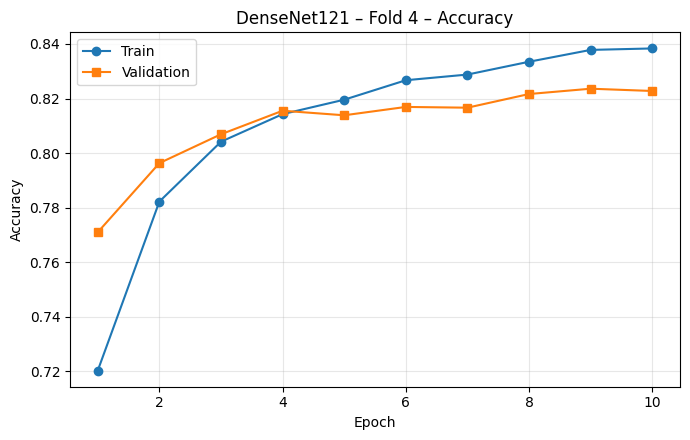 DenseNet121 – Fold 4 – Accuracy
Train
Validation
Accuracy
0.84
0.82
0.80
0.78
0.76
0.74
0.72
2 4 6 8 10
Epoch